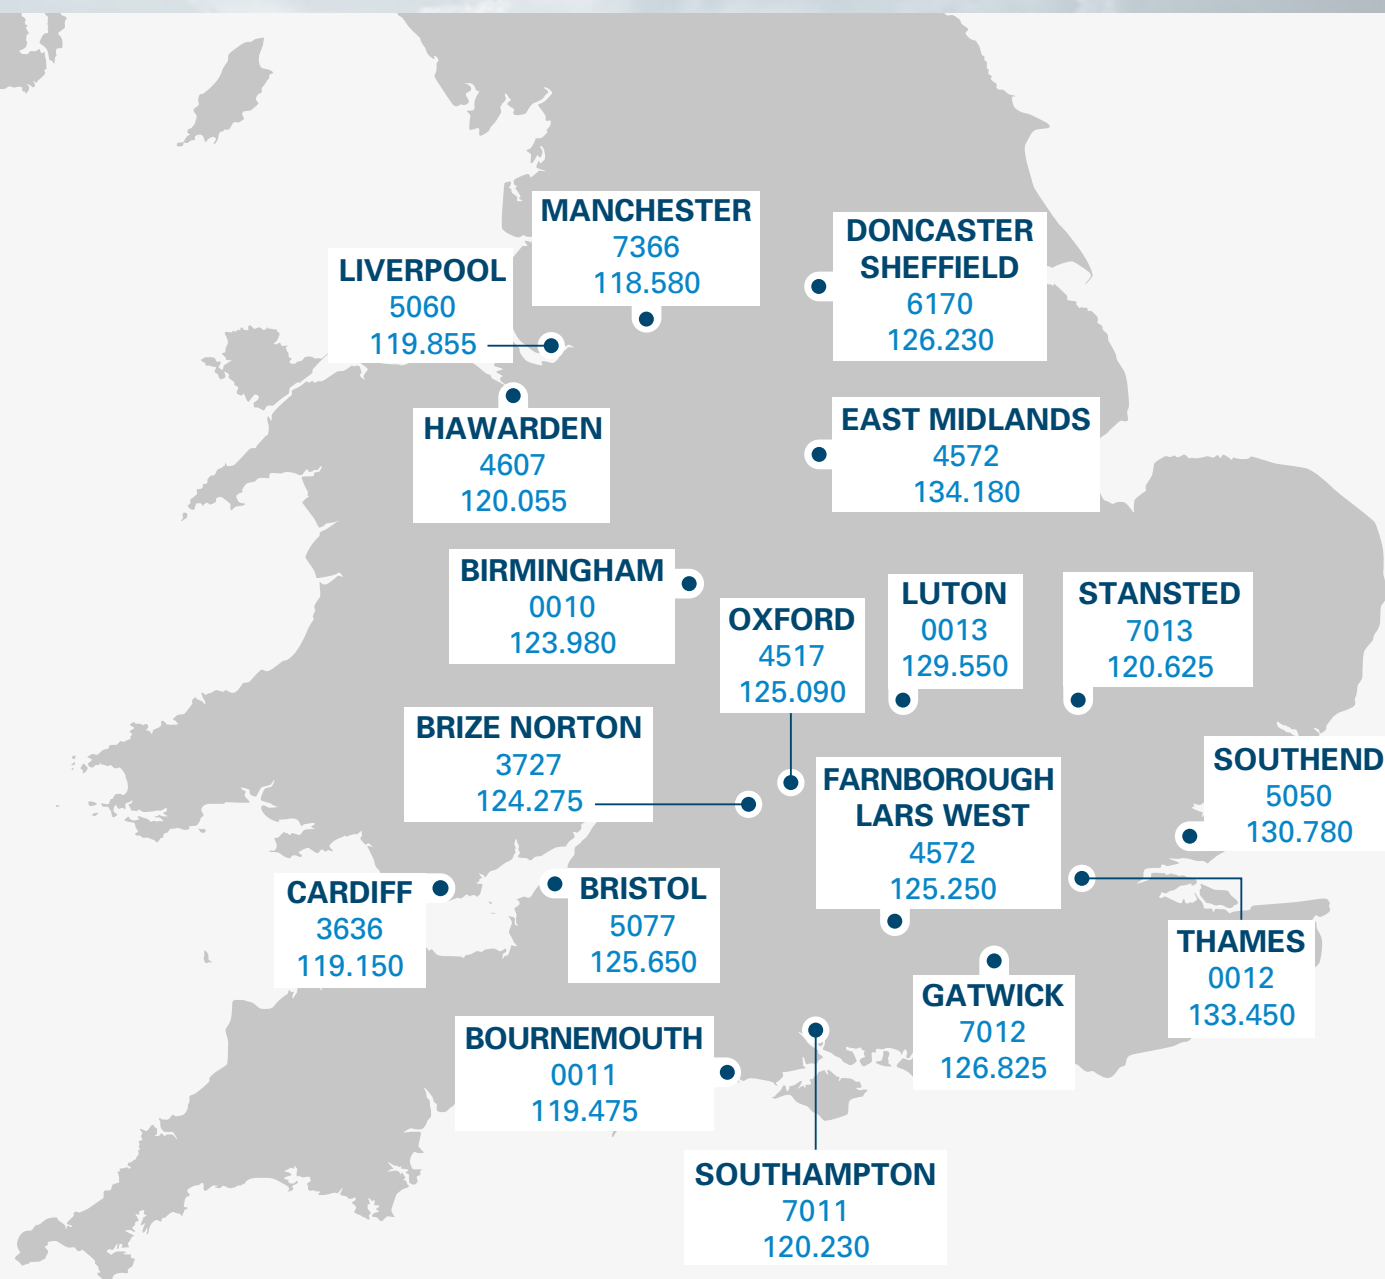 MANCHESTER
7366
118.580
DONCASTER
SHEFFIELD
6170
126.230
LIVERPOOL
5060
119.855
HAWARDEN
4607
120.055
EAST MIDLANDS
4572
134.180
BIRMINGHAM
0010
123.980
OXFORD
4517
125.090
LUTON
0013
129.550
STANSTED
7013
120.625
BRIZE NORTON
3727
124.275
FARNBOROUGH
LARS WEST
4572
125.250
SOUTHEND
5050
130.780
CARDIFF
3636
119.150
BRISTOL
5077
125.650
THAMES
0012
133.450
GATWICK
7012
126.825
BOURNEMOUTH
0011
119.475
SOUTHAMPTON
7011
120.230